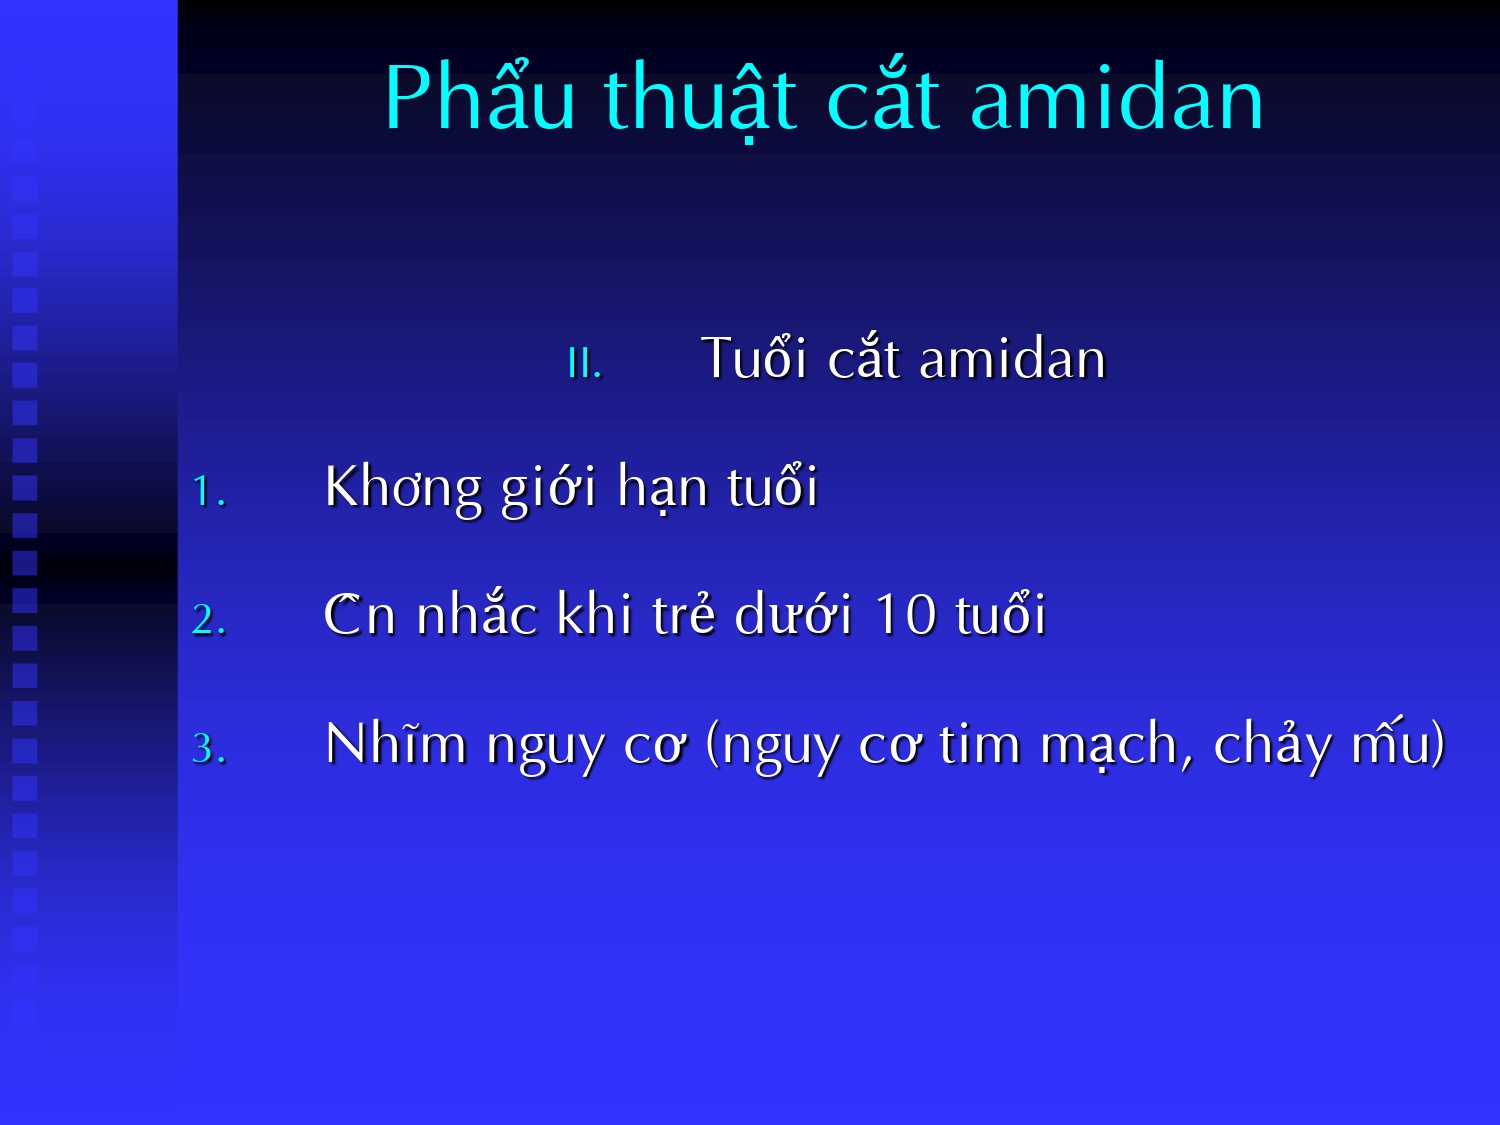 Phẩu thuật cắt amidan
II. Tuổi cắt amidan
1. Khơng giới hạn tuổi
2. Cn̂ nhắc khi trẻ dưới 10 tuổi
3. Nhĩm nguy cơ (nguy cơ tim mạch, chảy mấu)